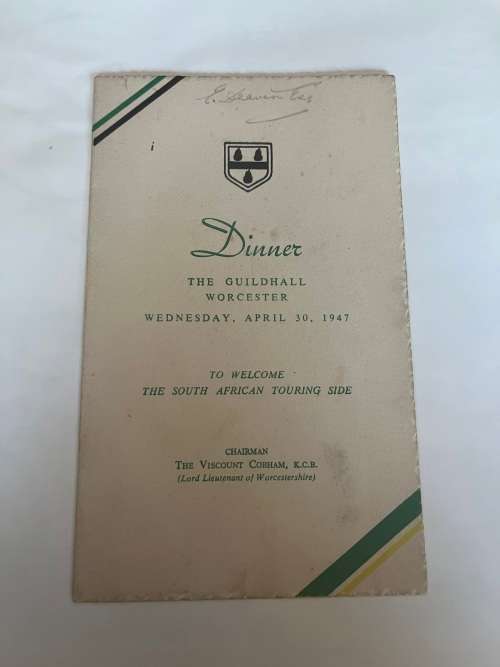 Dinner
THE GUILDHALL
WORCESTER
WEDNESDAY, APRIL 30, 1947
TO WELCOME
THE SOUTH AFRICAN TOURING SIDE
CHAIRMAN
THE VISCOUNT COBHAM, K.C.B.
(Lord Lieutenant of Worcestershire)